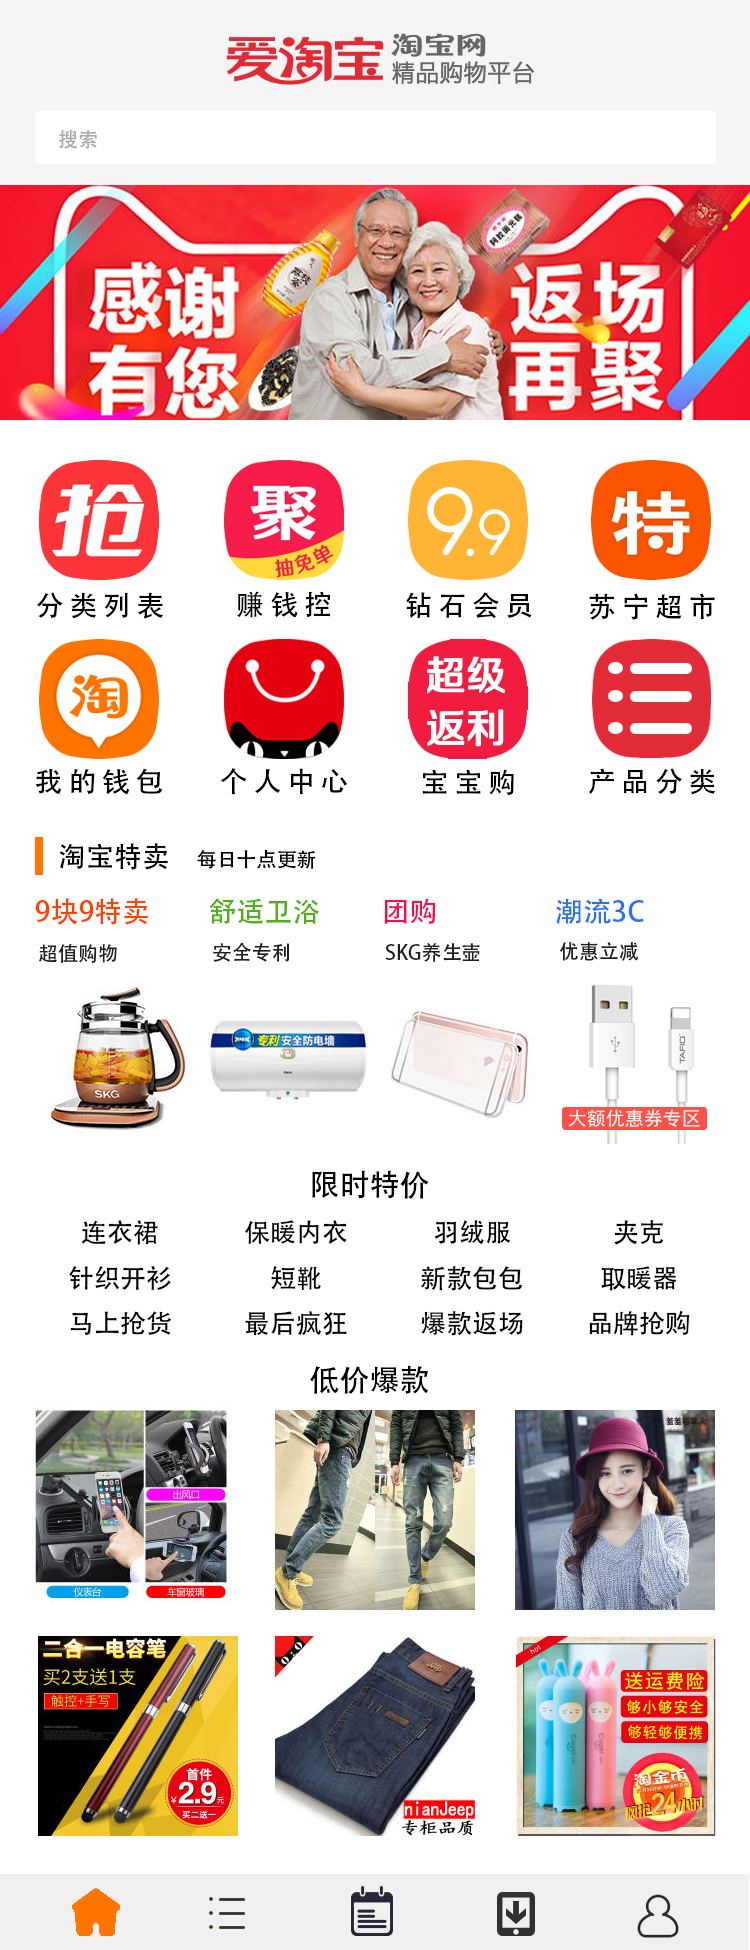 爱淘宝
淘宝网
精品购物平台
搜索
感谢
有您
返场
再聚
抢
聚
抽免单
9.9
特
分类列表
赚钱控
钻石会员
苏宁超市
淘
超级
返利
我的钱包
个人中心
宝宝购
产品分类
淘宝特卖
每日十点更新
9块9特卖
舒适卫浴
团购
潮流3C
超值购物
安全专利
SKG养生壶
优惠立减
SKG
专利 安全防电墙
TAFIQ
大额优惠券专区
限时特价
连衣裙
保暖内衣
羽绒服
夹克
针织开衫
短靴
新款包包
取暖器
马上抢货
最后疯狂
爆款返场
品牌抢购
低价爆款
出风口
仪表台
车窗玻璃
二合一电容笔
买2支送1支
触控+手写
首件
¥2.9元
买二送一
nianJeep
专柜品质
hot
送运费险
够小够安全
够轻够便携
淘金币
疯抢24小时